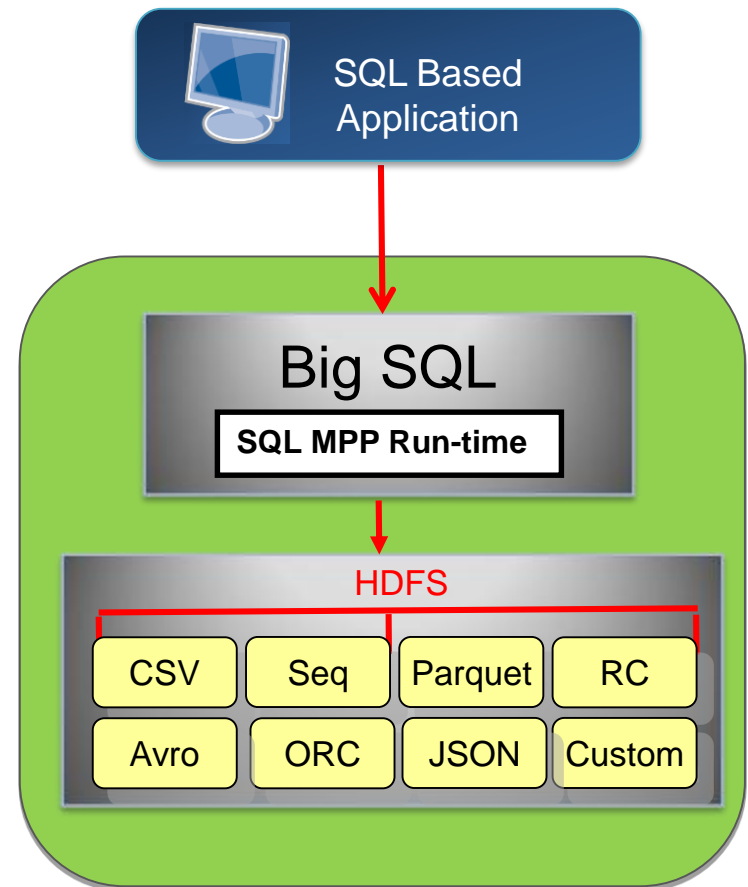 SQL Based
Application
Big SQL
SQL MPP Run-time
HDFS
CSV Seq Parquet RC
Avro ORC JSON Custom